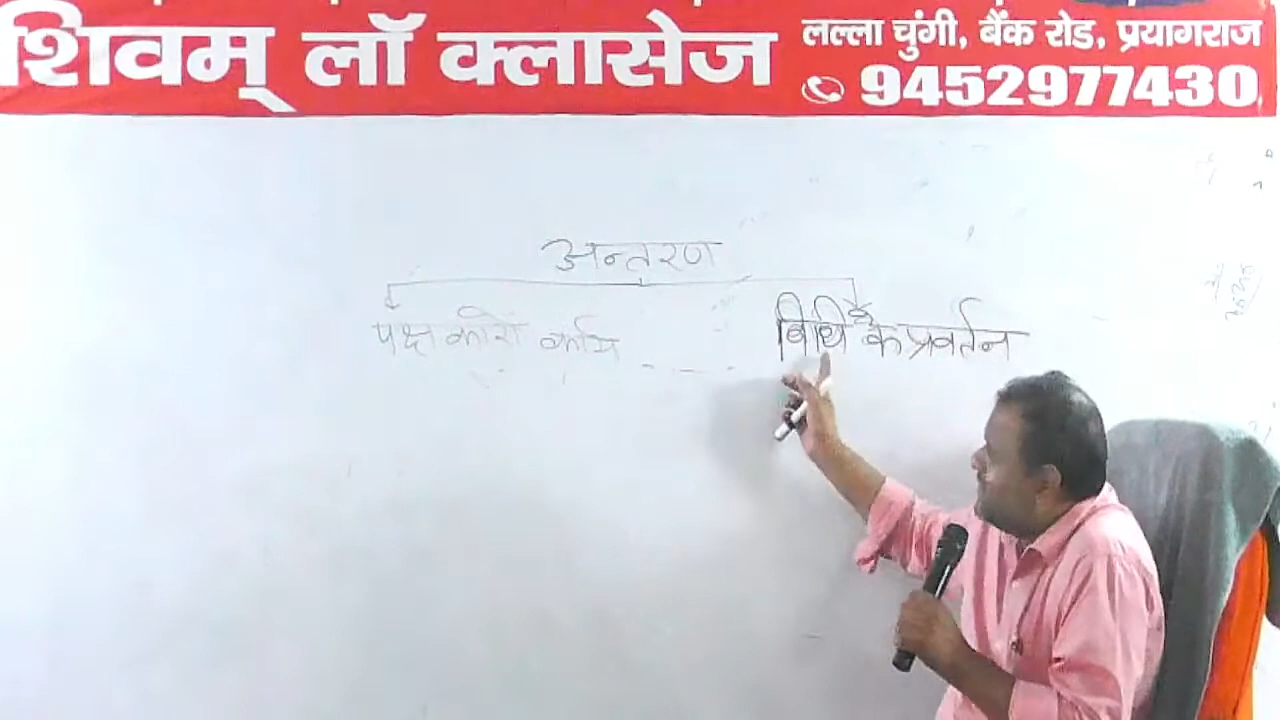 शिवम् लॉ क्लासेज
लल्ला चुंगी, बैंक रोड, प्रयागराज
9452977430
अन्तरण
पक्षकारों
विधि के प्रवर्तन